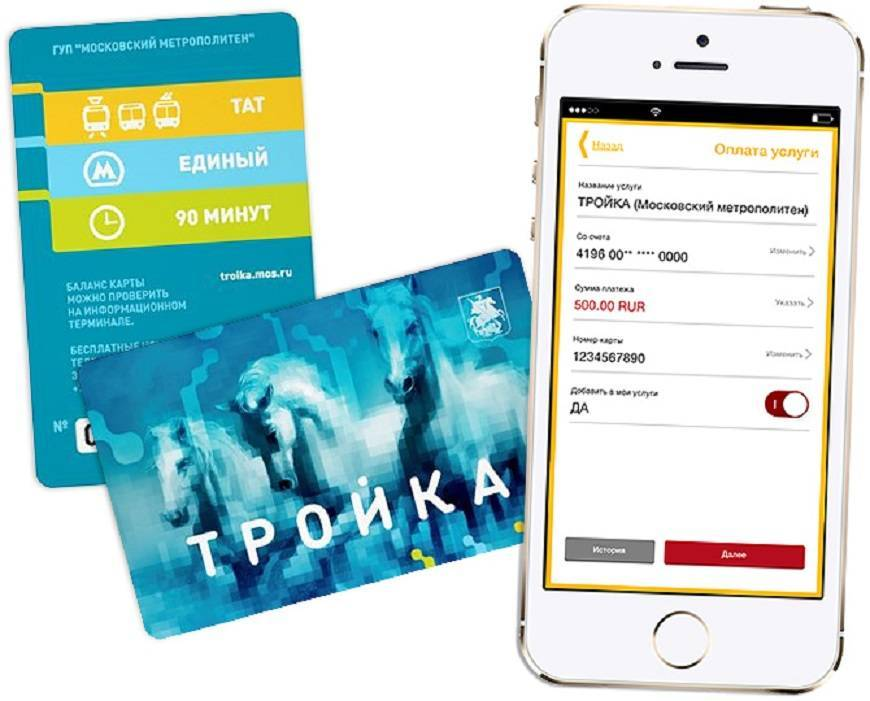 ГУП "МОСКОВСКИЙ МЕТРОПОЛИТЕН"
ТАТ
ЕДИНЫЙ
90 МИНУТ
troika.mos.ru
БАЛАНС КАРТЫ
МОЖНО ПРОВЕРИТЬ
НА ИНФОРМАЦИОННОМ
ТЕРМИНАЛЕ.
БЕСПЛАТНЫЕ
№
ТРОЙКА
Назад
Оплата услуги
Название услуги
ТРОЙКА (Московский метрополитен)
Со счета
4196 00** **** 0000
Изменить
Сумма платежа
500.00 RUR
Указать
Номер карты
1234567890
Изменить
Добавить в мои услуги
ДА
История
Далее